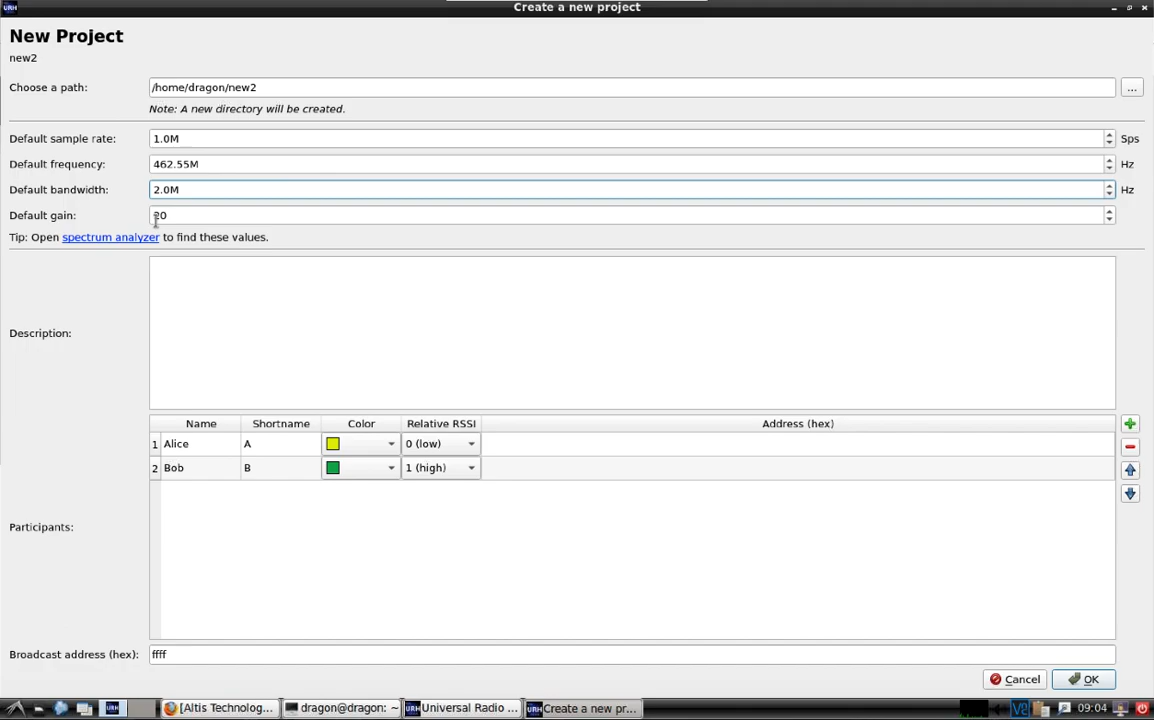 URH Create a new project
New Project
new2
Choose a path: /home/dragon/new2 ...
Note: A new directory will be created.
Default sample rate: 1.0M Sps
Default frequency: 462.55M Hz
Default bandwidth: 2.0M Hz
Default gain: 20
Tip: Open spectrum analyzer to find these values.
Description:
Name Shortname Color Relative RSSI Address (hex)
1 Alice A 0 (low)
2 Bob B 1 (high)
Participants:
Broadcast address (hex): ffff
Cancel OK
URH [Altis Technolog... dragon@dragon: ~ URH Universal Radio ... URH Create a new pr... 09:04